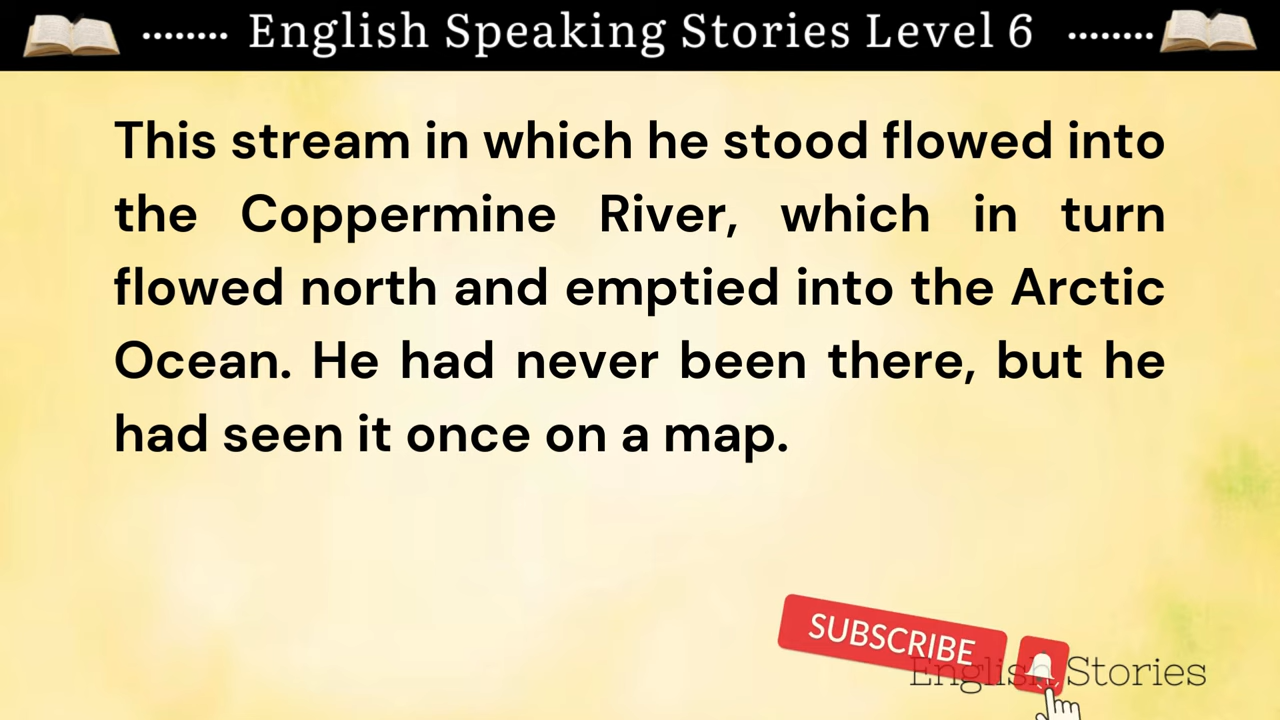 English Speaking Stories Level 6
This stream in which he stood flowed into
the Coppermine River, which in turn
flowed north and emptied into the Arctic
Ocean. He had never been there, but he
had seen it once on a map.
SUBSCRIBE
English Stories